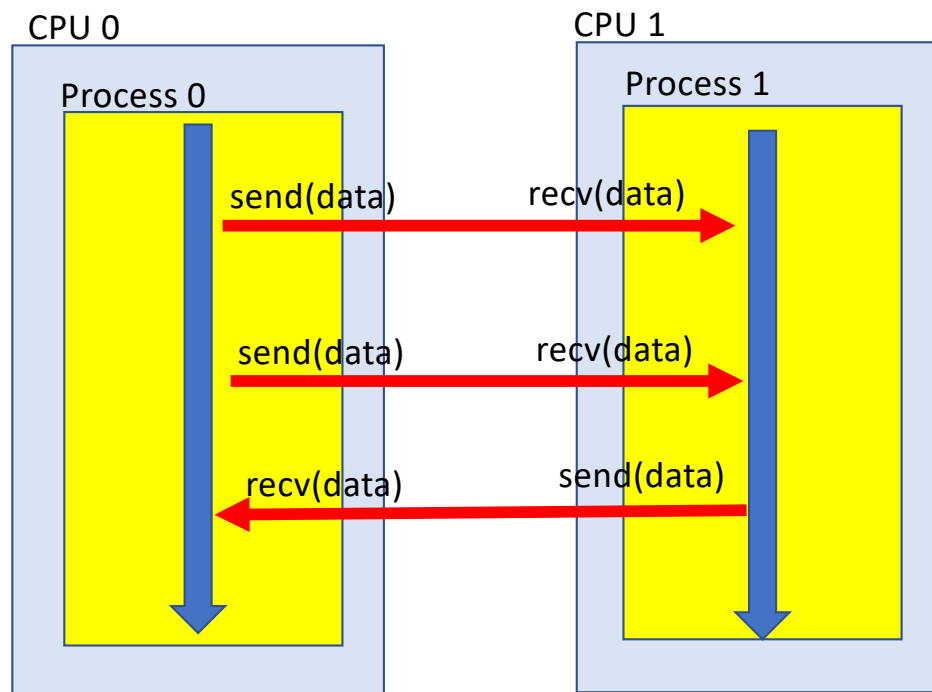 CPU 0
CPU 1
Process 0
Process 1
send(data)
recv(data)
send(data)
recv(data)
recv(data)
send(data)